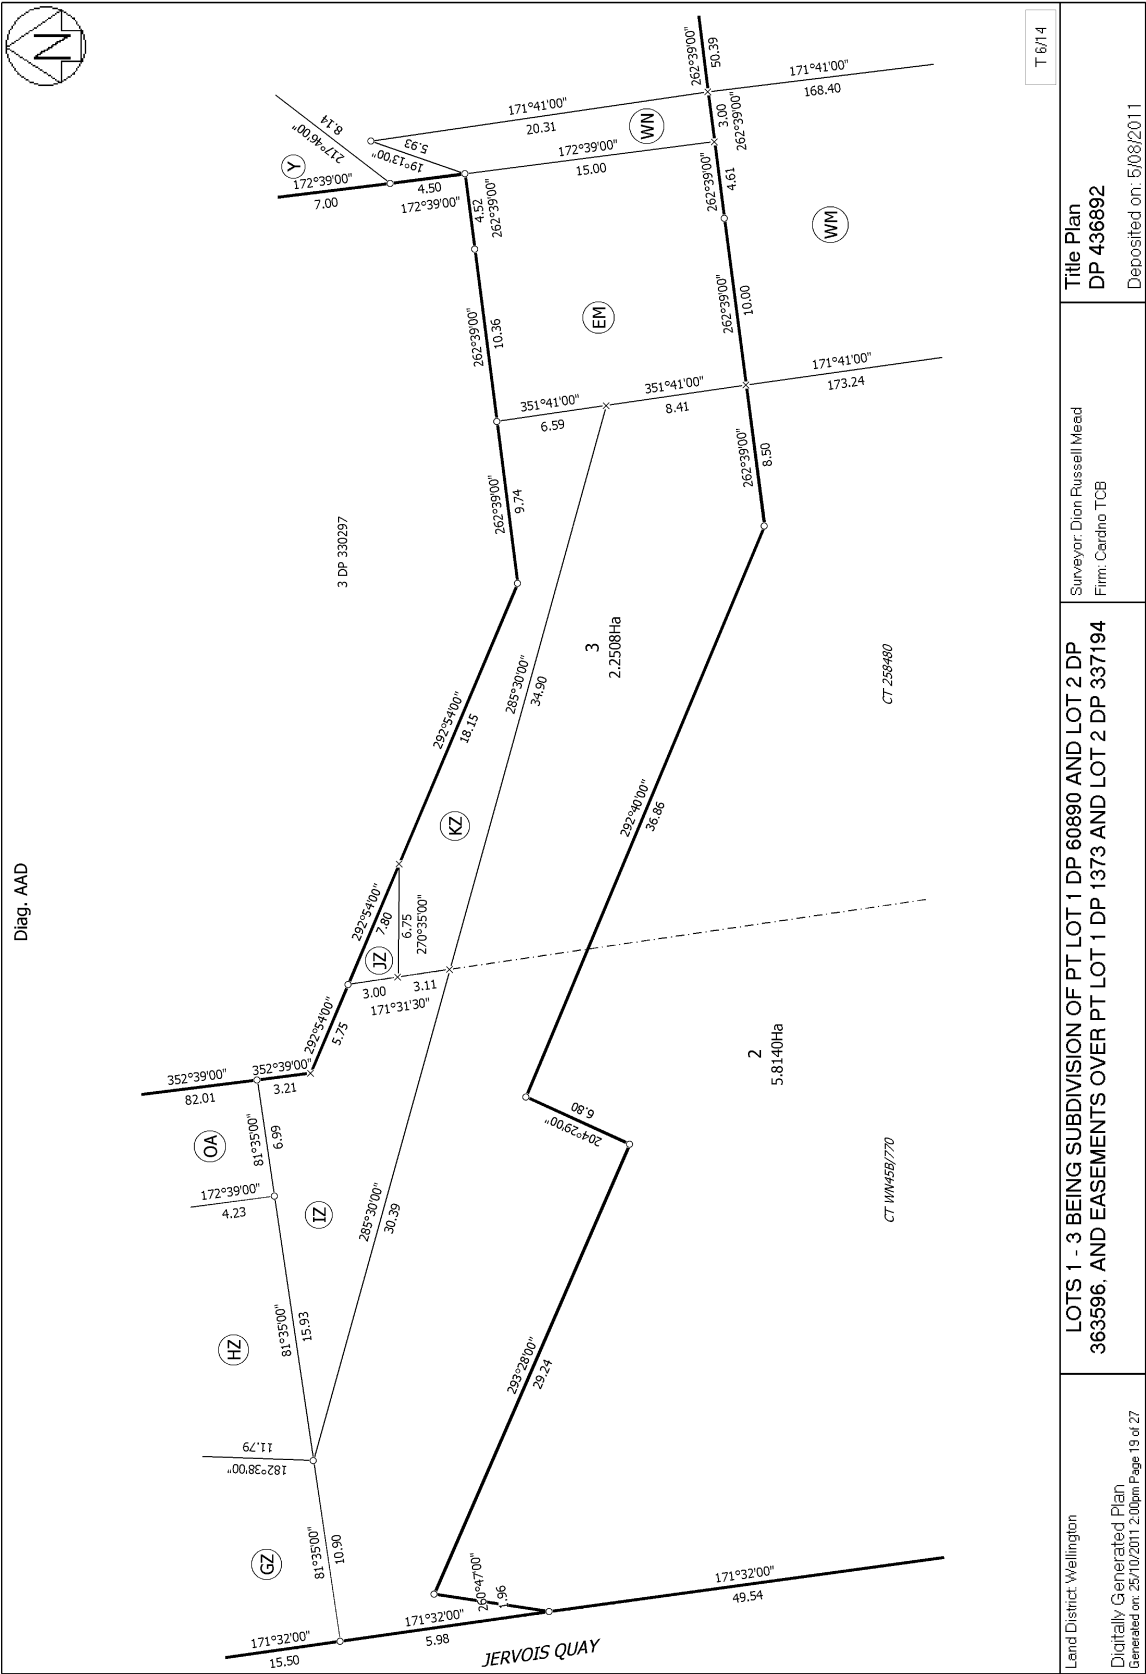 N
Diag. AAD
T 6/14
JERVOIS QUAY
171°32'00"
15.50
171°32'00"
5.98
171°32'00"
49.54
260°47'00"
1.96
GZ
81°35'00"
10.90
182°38'00"
11.79
HZ
81°35'00"
15.93
172°39'00"
4.23
OA
81°35'00"
6.99
352°39'00"
82.01
352°39'00"
3.21
IZ
285°30'00"
30.39
293°28'00"
29.24
204°29'00"
6.80
292°54'00"
5.75
JZ
3.00
3.11
171°31'30"
292°54'00"
7.80
6.75
270°35'00"
KZ
292°54'00"
18.15
285°30'00"
34.90
292°40'00"
36.86
3
2.2508Ha
2
5.8140Ha
CT WN45B/770
CT 258480
3 DP 330297
262°39'00"
9.74
262°39'00"
8.50
351°41'00"
6.59
351°41'00"
8.41
171°41'00"
173.24
262°39'00"
10.36
EM
262°39'00"
10.00
WM
4.52
262°39'00"
262°39'00"
4.61
172°39'00"
7.00
Y
4.50
172°39'00"
217°46'00"
8.14
19°13'00"
5.93
172°39'00"
15.00
WN
171°41'00"
20.31
3.00
262°39'00"
262°39'00"
50.39
171°41'00"
168.40
Land District: Wellington
Digitally Generated Plan
Generated on: 25/10/2011 2:00pm Page 19 of 27
LOTS 1 - 3 BEING SUBDIVISION OF PT LOT 1 DP 60890 AND LOT 2 DP
363596, AND EASEMENTS OVER PT LOT 1 DP 1373 AND LOT 2 DP 337194
Surveyor: Dion Russell Mead
Firm: Cardno TCB
Title Plan
DP 436892
Deposited on: 5/08/2011